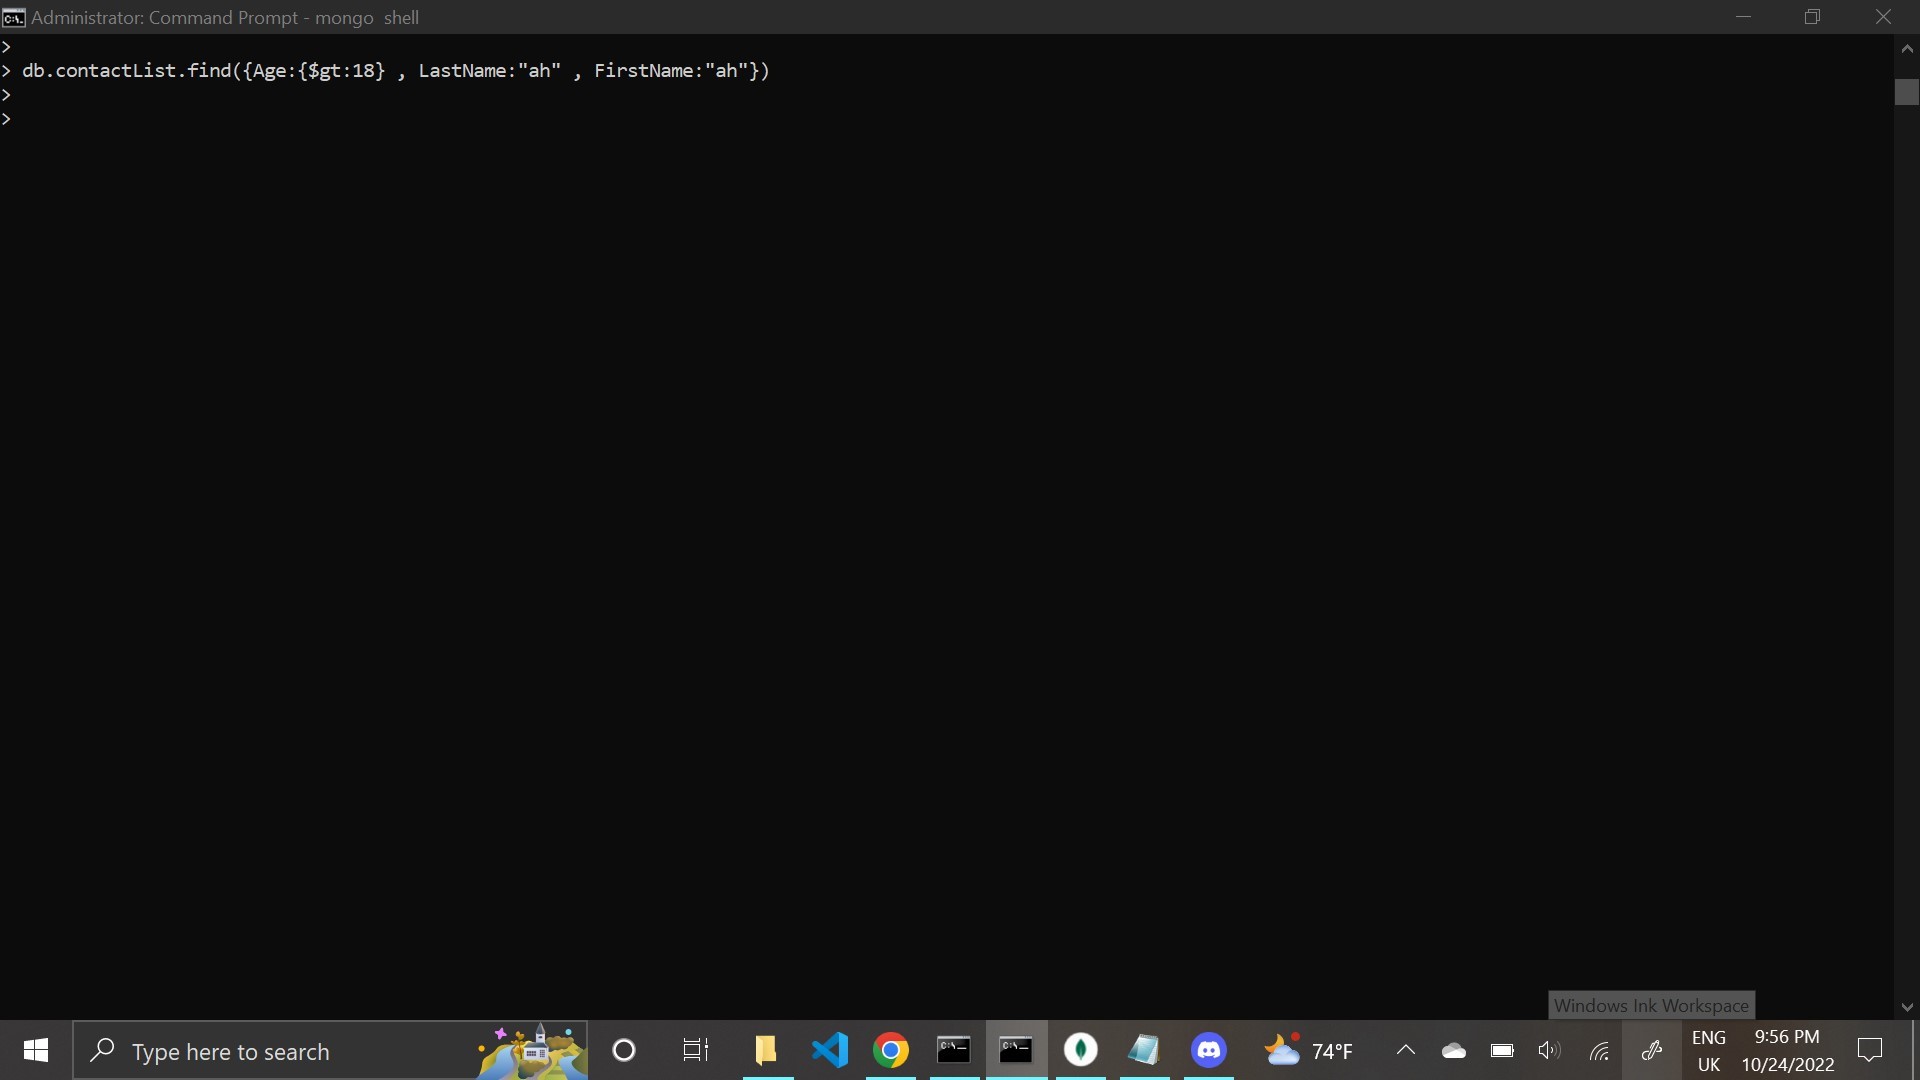 Administrator: Command Prompt - mongo  shell
>
> db.contactList.find({Age:{$gt:18} , LastName:"ah" , FirstName:"ah"})
>
>
Windows Ink Workspace
Type here to search
74°F
ENG
UK
9:56 PM
10/24/2022